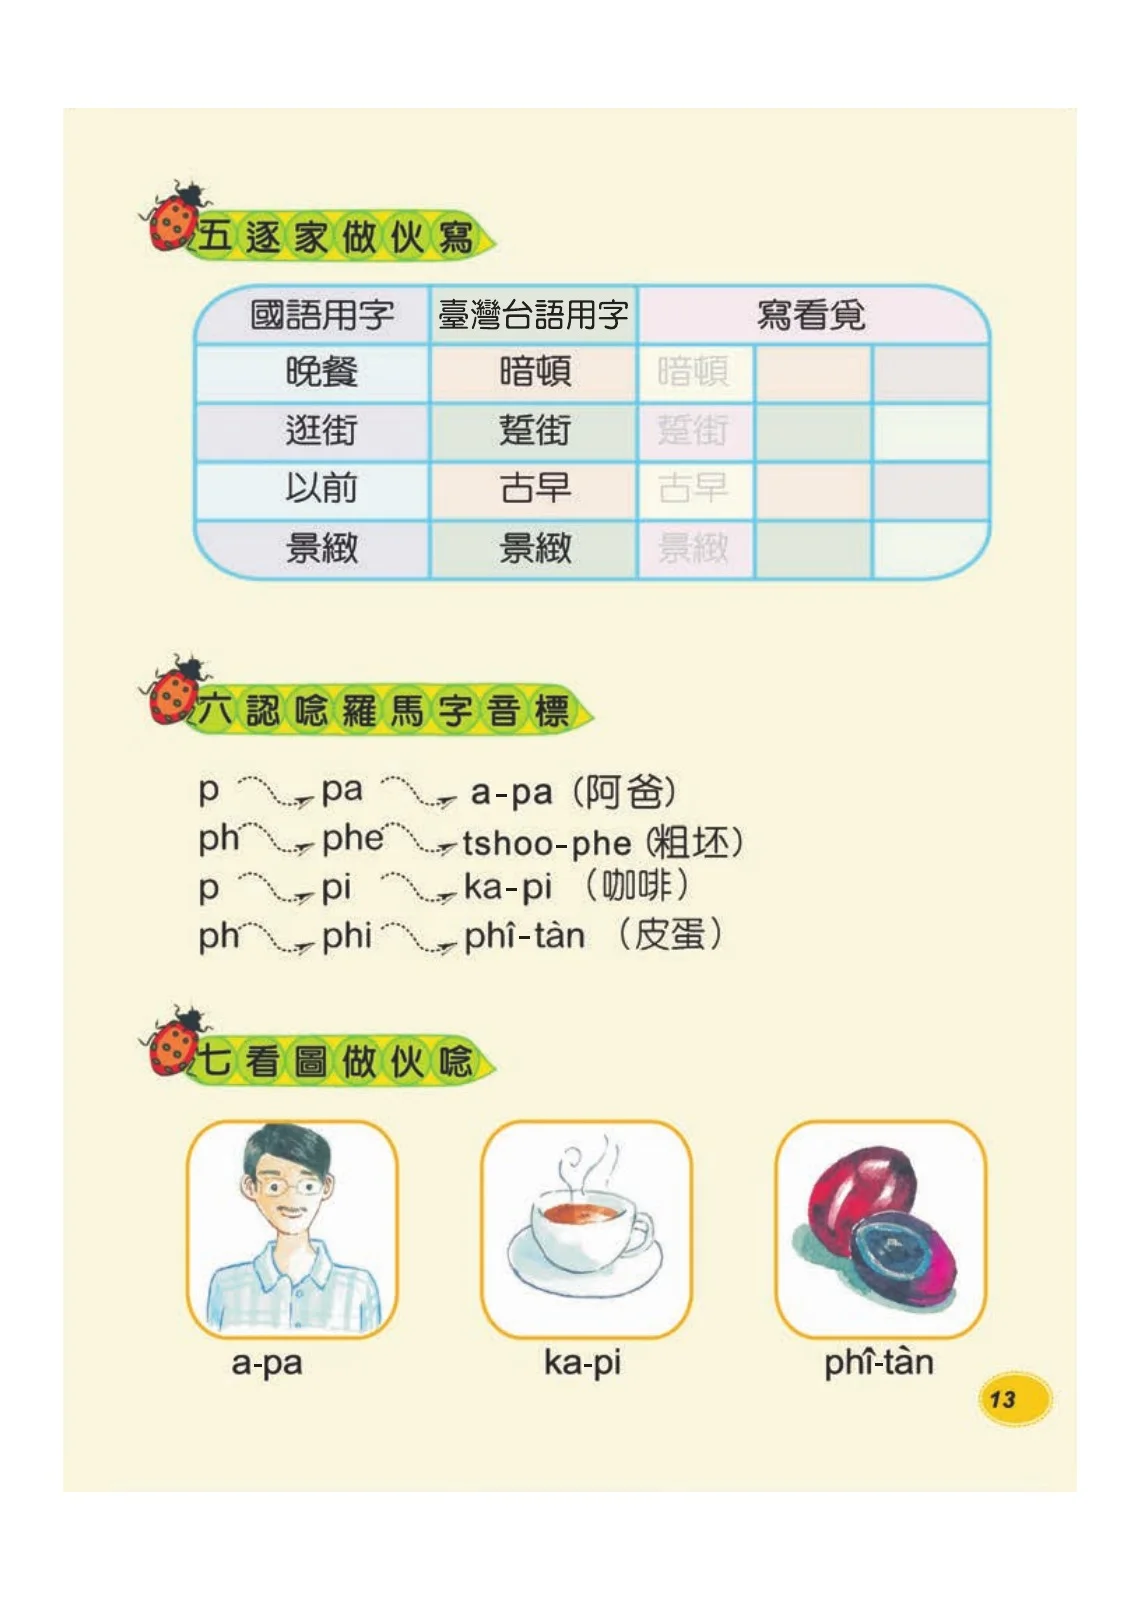 五逐家做伙寫
國語用字 臺灣台語用字 寫看覓
晚餐 暗頓 暗頓
逛街 踅街 踅街
以前 古早 古早
景緻 景緻 景緻
六認唸羅馬字音標
p pa a-pa (阿爸)
ph phe tshoo-phe (粗坯)
p pi ka-pi (咖啡)
ph phi phî-tàn (皮蛋)
七看圖做伙唸
a-pa ka-pi phî-tàn
13